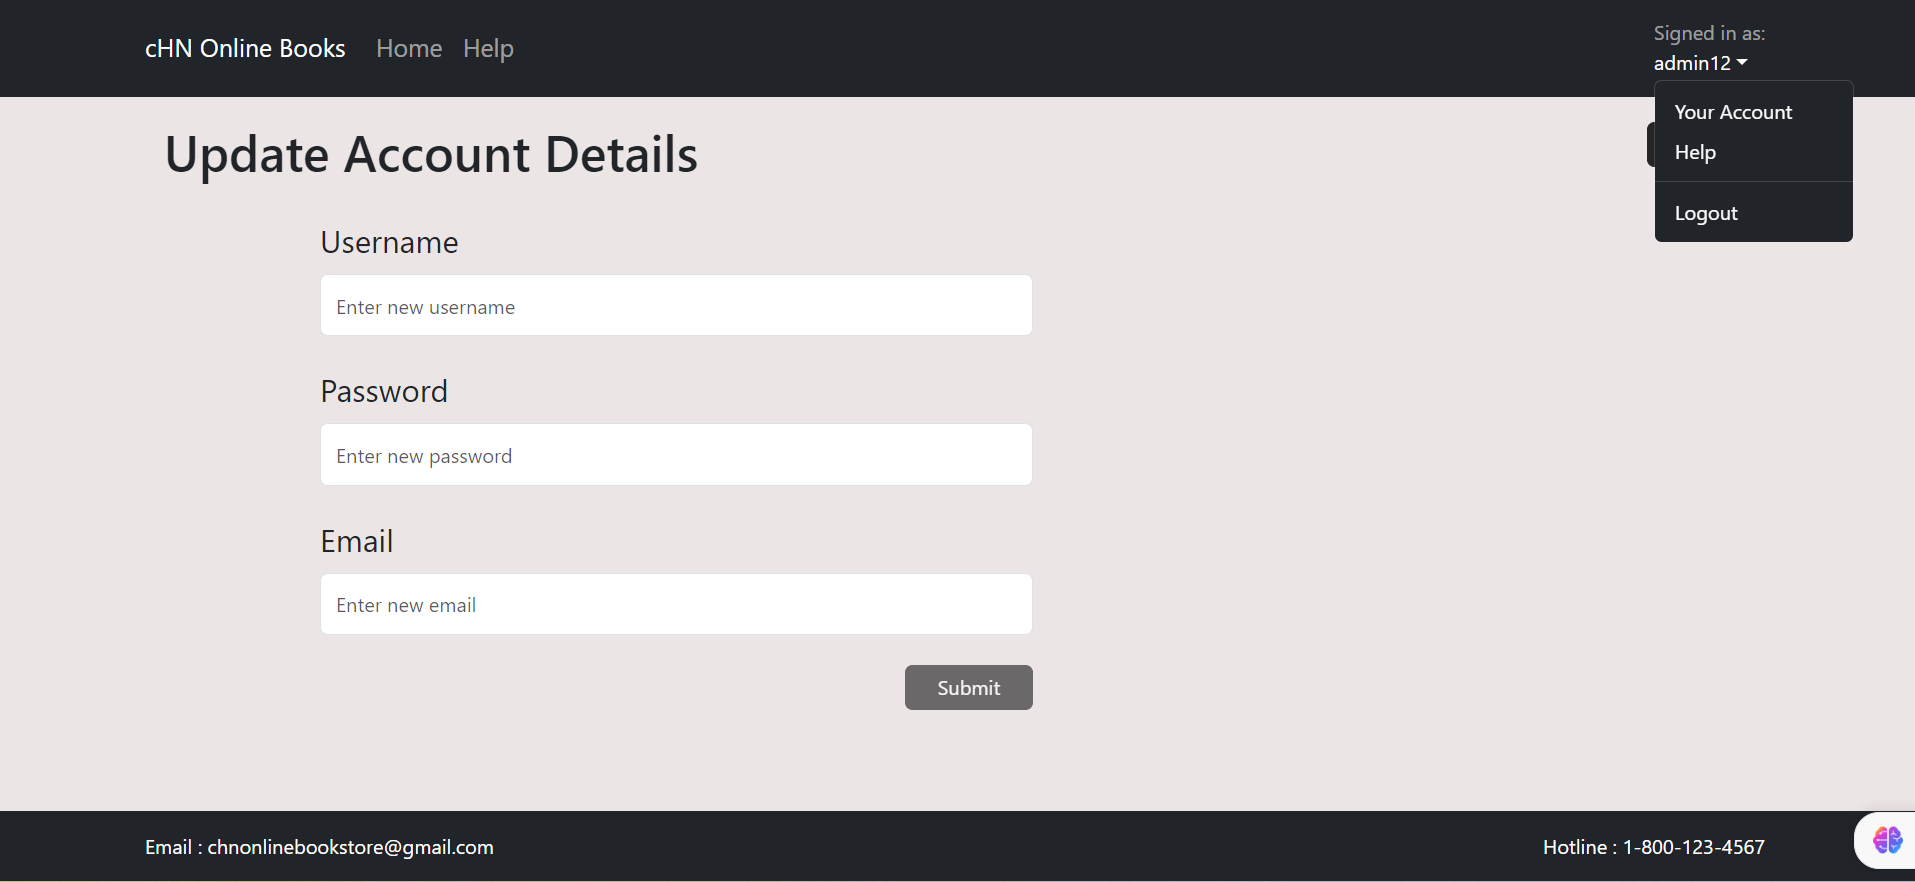 cHN Online Books Home Help
Signed in as:
admin12
Your Account
Help
Logout
Update Account Details
Username
Enter new username
Password
Enter new password
Email
Enter new email
Submit
Email : chnonlinebookstore@gmail.com
Hotline : 1-800-123-4567